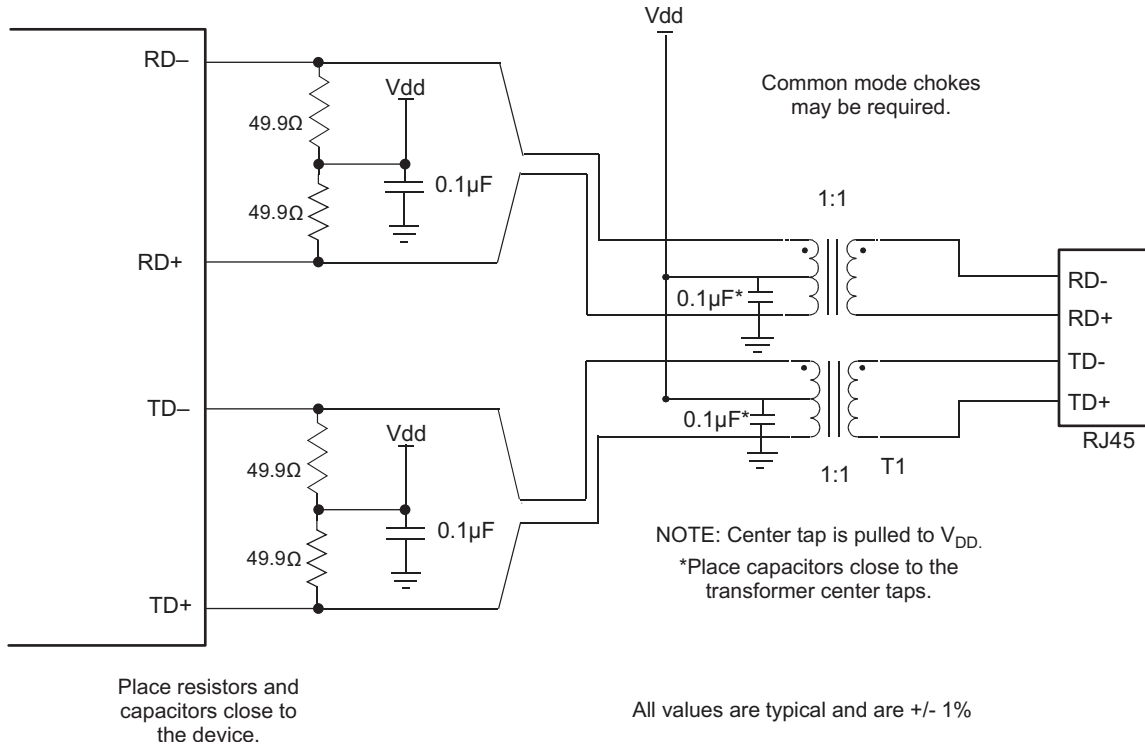 Vdd
RD–
Vdd
Common mode chokes
may be required.
49.9Ω
0.1µF
49.9Ω
1:1
RD+
0.1µF*
RD-
RD+
TD-
TD+
RJ45
TD–
Vdd
0.1µF*
1:1
T1
49.9Ω
0.1µF
49.9Ω
TD+
NOTE: Center tap is pulled to VDD.
*Place capacitors close to the
transformer center taps.
Place resistors and
capacitors close to
the device.
All values are typical and are +/- 1%